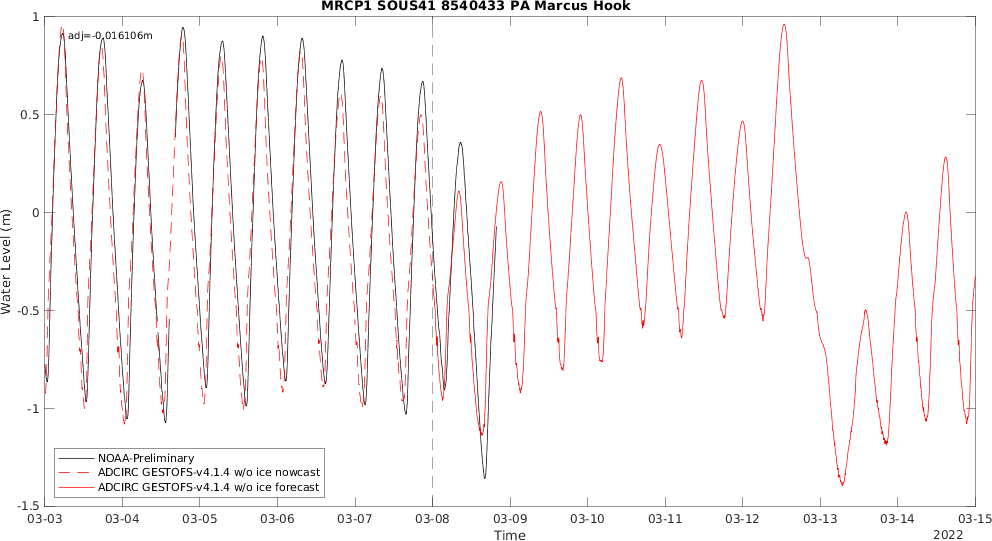 MRCP1 SOUS41 8540433 PA Marcus Hook
adj=-0.016106m
Water Level (m)
1
0.5
0
-0.5
-1
-1.5
NOAA-Preliminary
ADCIRC GESTOFS-v4.1.4 w/o ice nowcast
ADCIRC GESTOFS-v4.1.4 w/o ice forecast
03-03 03-04 03-05 03-06 03-07 03-08 03-09 03-10 03-11 03-12 03-13 03-14 03-15
Time
2022